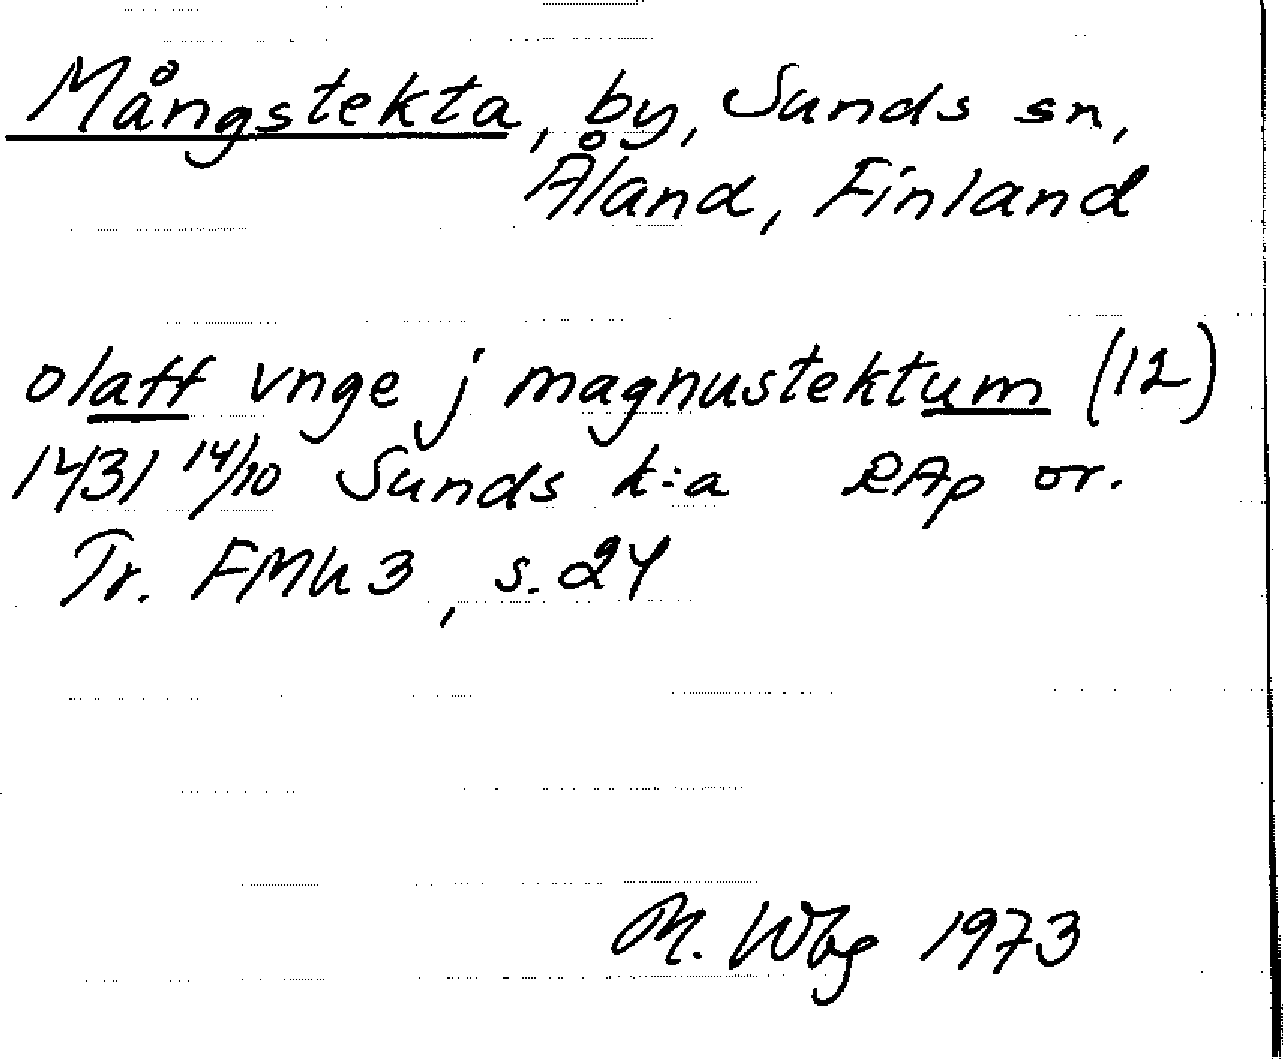 Mångstekta, by, Sunds sn,
Åland, Finland
olaff vnge j magnustektum (12)
1431 14/10 Sunds k:a RAp or.
Tr. FMU 3, s. 24
M. Wbg 1973